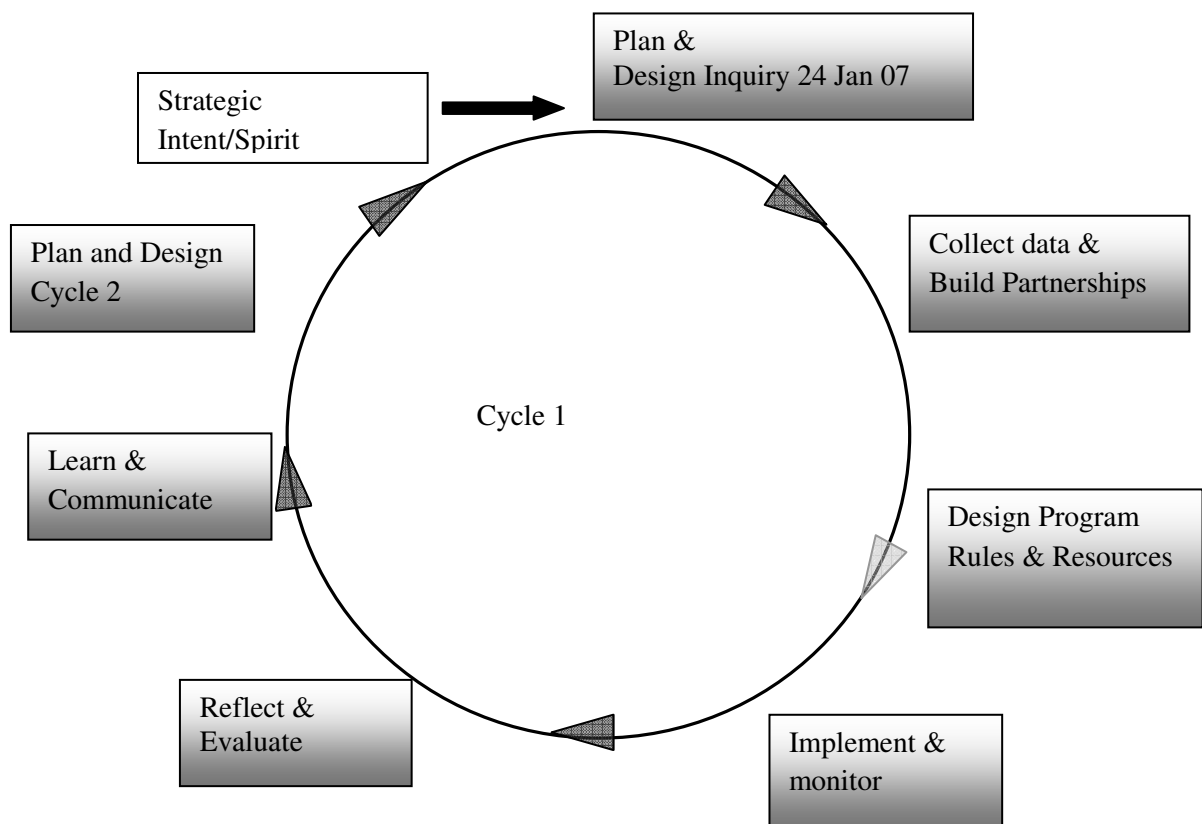 Plan &
Design Inquiry 24 Jan 07
Strategic
Intent/Spirit
Collect data &
Build Partnerships
Plan and Design
Cycle 2
Cycle 1
Learn &
Communicate
Design Program
Rules & Resources
Reflect &
Evaluate
Implement &
monitor